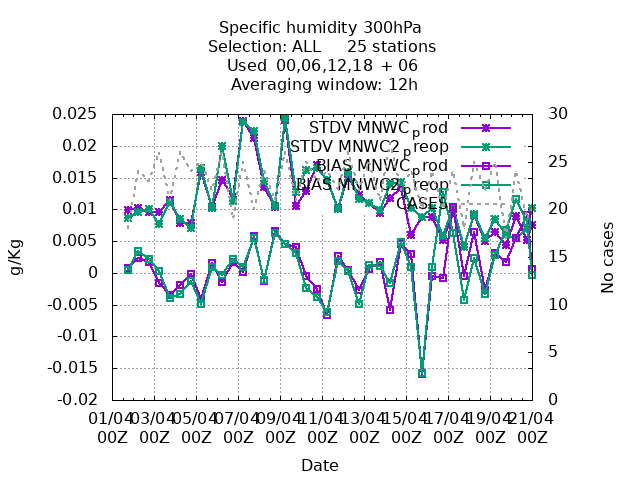 Specific humidity 300hPa
Selection: ALL 25 stations
Used 00,06,12,18 + 06
Averaging window: 12h
0.025
0.02
0.015
0.01
0.005
0
-0.005
-0.01
-0.015
-0.02
30
25
20
15
10
5
0
STDV MNWC_prod
STDV MNWC2_preop
BIAS MNWC_prod
BIAS MNWC2_preop
CASES
g/Kg
No cases
01/04 03/04 05/04 07/04 09/04 11/04 13/04 15/04 17/04 19/04 21/04
00Z 00Z 00Z 00Z 00Z 00Z 00Z 00Z 00Z 00Z 00Z
Date